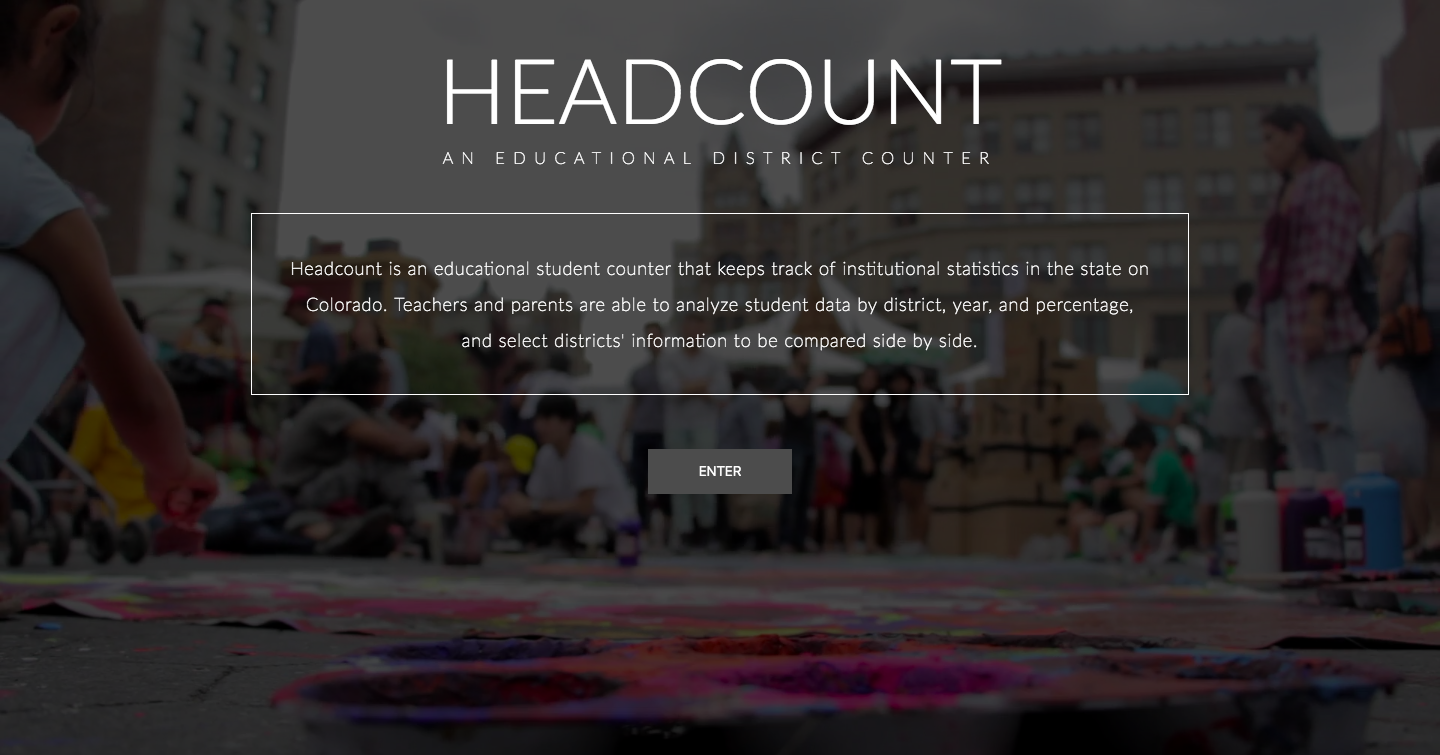 HEADCOUNT
AN EDUCATIONAL DISTRICT COUNTER
Headcount is an educational student counter that keeps track of institutional statistics in the state on
Colorado. Teachers and parents are able to analyze student data by district, year, and percentage,
and select districts' information to be compared side by side.
ENTER